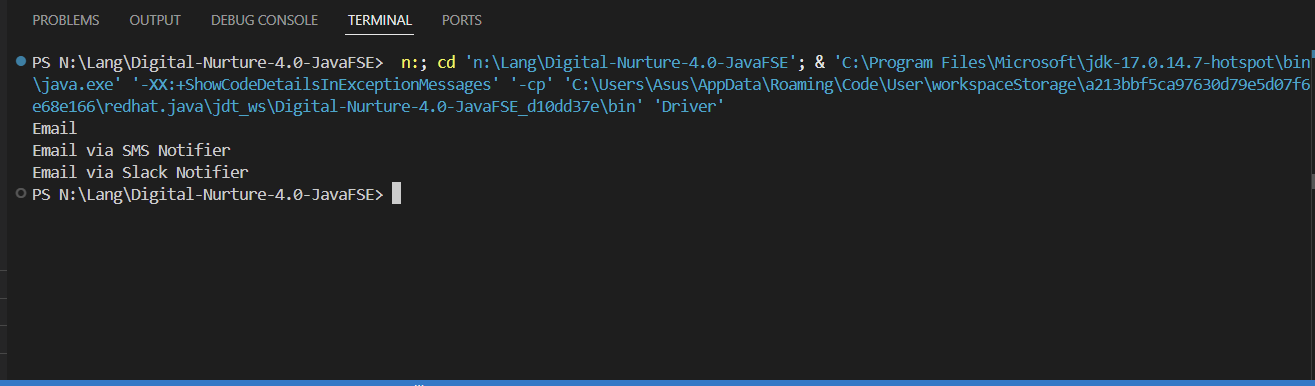 PROBLEMS OUTPUT DEBUG CONSOLE TERMINAL PORTS
PS N:\Lang\Digital-Nurture-4.0-JavaFSE>  n:; cd 'n:\Lang\Digital-Nurture-4.0-JavaFSE'; & 'C:\Program Files\Microsoft\jdk-17.0.14.7-hotspot\bin
\java.exe' '-XX:+ShowCodeDetailsInExceptionMessages' '-cp' 'C:\Users\Asus\AppData\Roaming\Code\User\workspaceStorage\a213bbf5ca97630d79e5d07f6
e68e166\redhat.java\jdt_ws\Digital-Nurture-4.0-JavaFSE_d10dd37e\bin' 'Driver'
Email
Email via SMS Notifier
Email via Slack Notifier
PS N:\Lang\Digital-Nurture-4.0-JavaFSE>